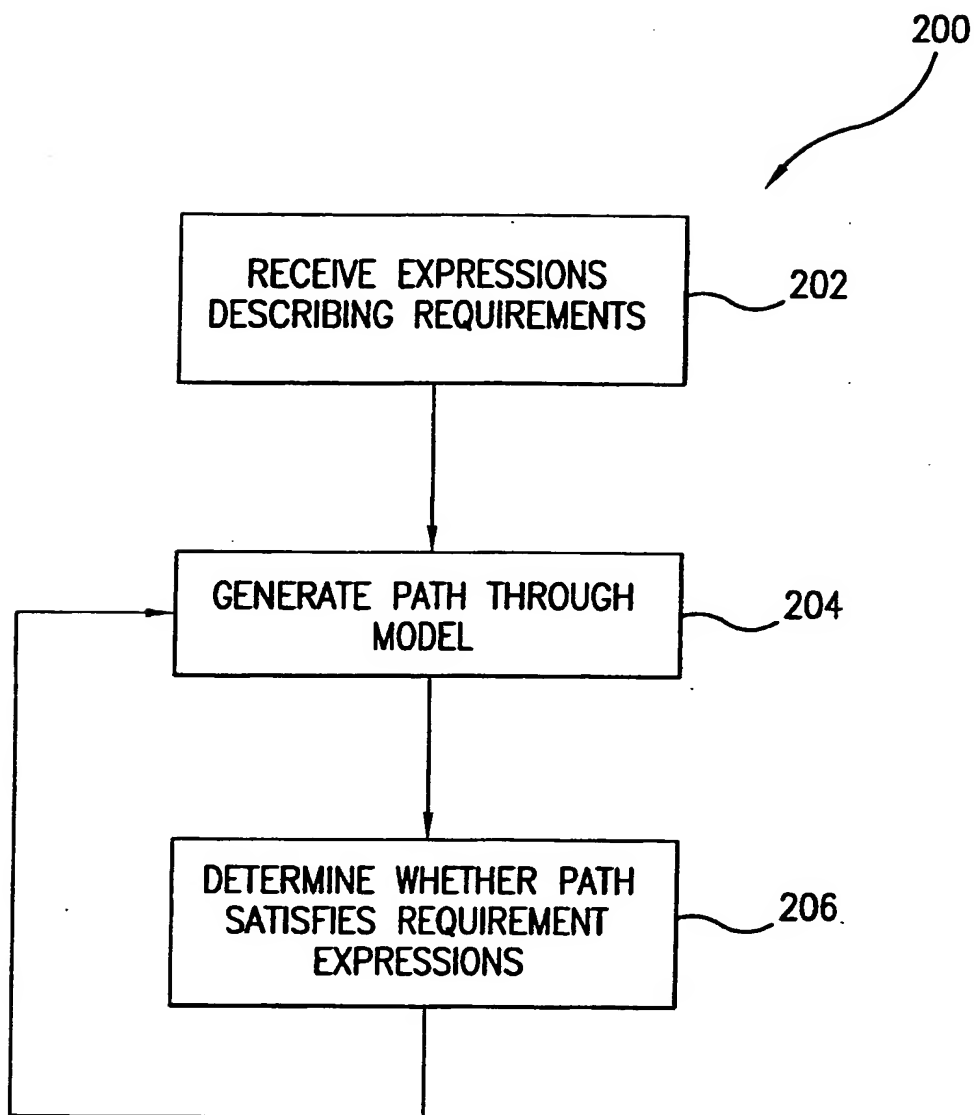 200
RECEIVE EXPRESSIONS
DESCRIBING REQUIREMENTS
202
GENERATE PATH THROUGH
MODEL
204
DETERMINE WHETHER PATH
SATISFIES REQUIREMENT
EXPRESSIONS
206